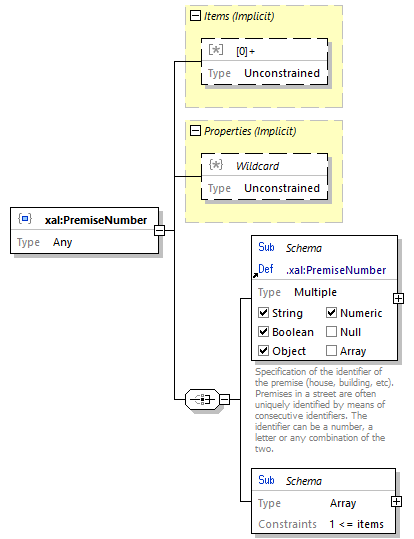 Items (Implicit)
[*] [0]+
Type Unconstrained
Properties (Implicit)
{*} Wildcard
Type Unconstrained
xal:PremiseNumber
Type Any
Sub Schema
Def .xal:PremiseNumber
Type Multiple
String Numeric
Boolean Null
Object Array
Specification of the identifier of
the premise (house, building, etc).
Premises in a street are often
uniquely identified by means of
consecutive identifiers. The
identifier can be a number, a
letter or any combination of the
two.
Sub Schema
Type Array
Constraints 1 <= items